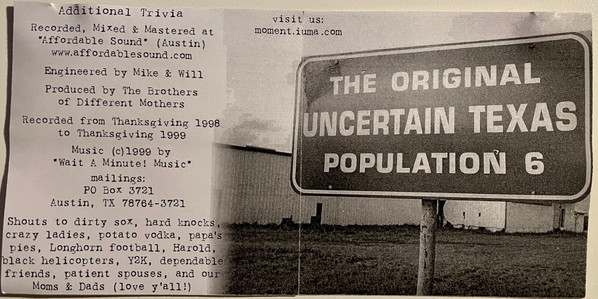 Additional Trivia
Recorded, Mixed & Mastered at
"Affordable Sound" (Austin)
www.affordablesound.com
Engineered by Mike & Will
Produced by The Brothers
of Different Mothers
Recorded from Thanksgiving 1998
to Thanksgiving 1999
Music (c)1999 by
"Wait A Minute! Music"
mailings:
PO Box 3721
Austin, TX 78764-3721
Shouts to dirty sox, hard knocks,
crazy ladies, potato vodka, papa's
pies, Longhorn football, Harold,
black helicopters, Y2K, dependable
friends, patient spouses, and our
Moms & Dads (love y'all!)
visit us:
moment.iuma.com
THE ORIGINAL
UNCERTAIN TEXAS
POPULATION 6